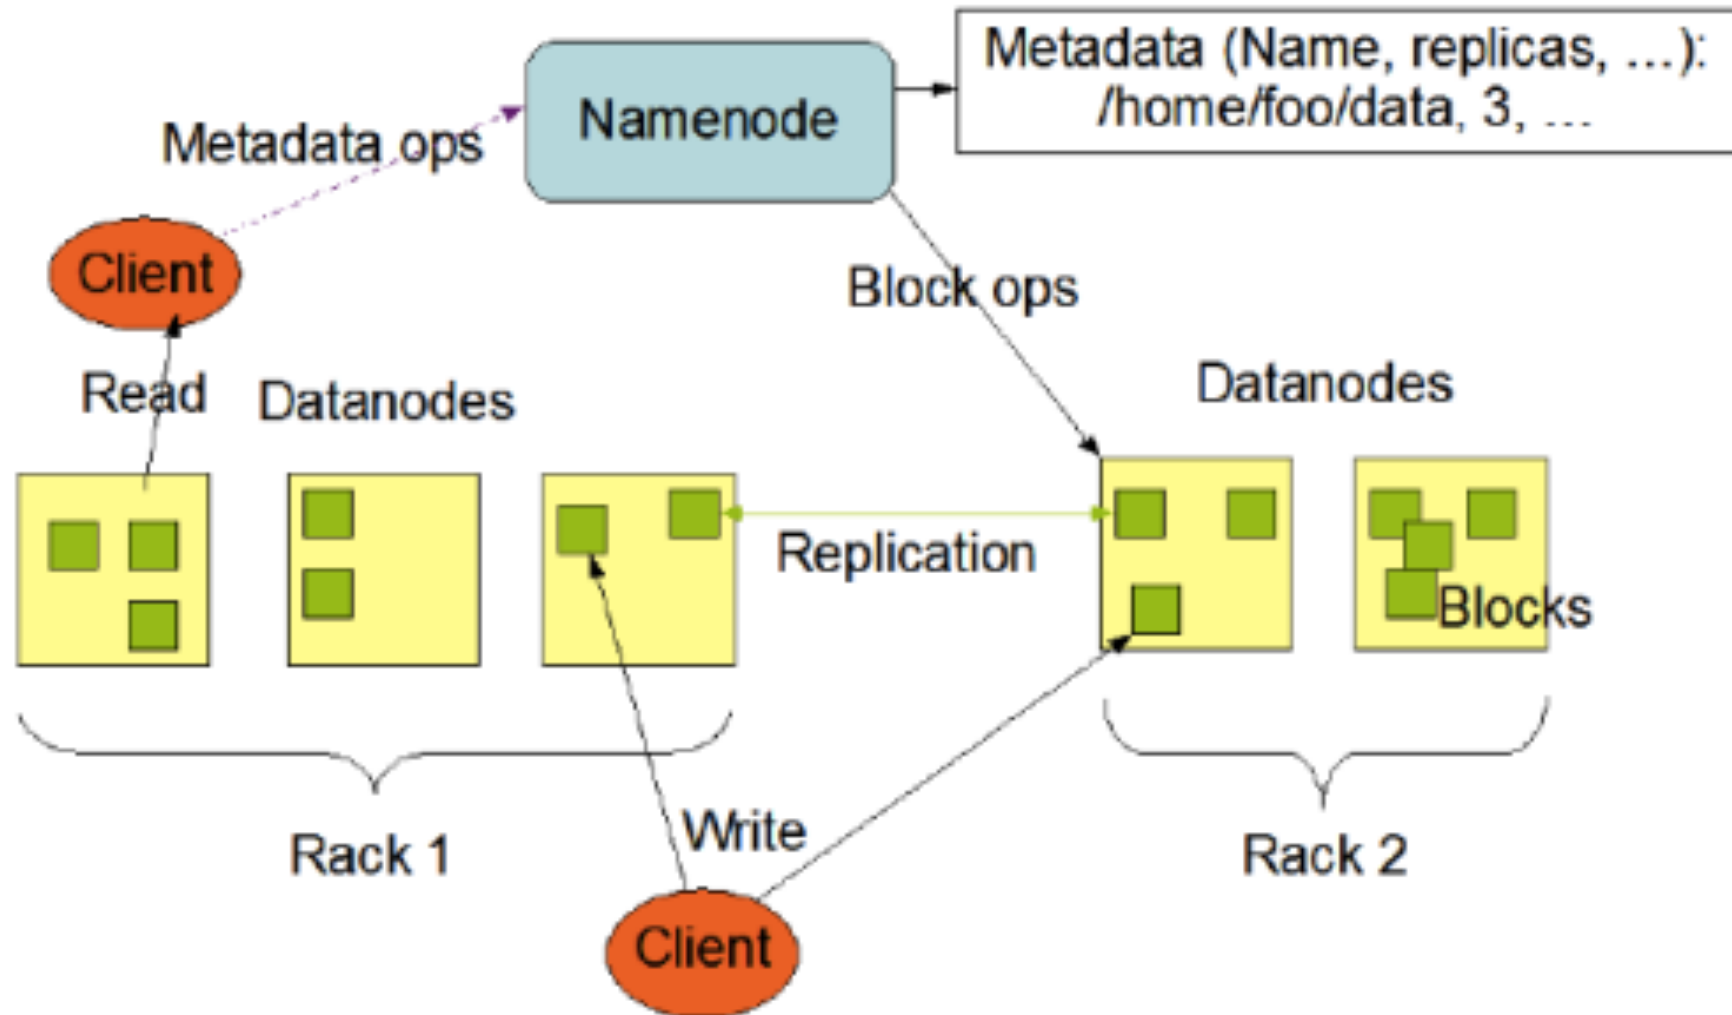 Metadata (Name, replicas, ...):
/home/foo/data, 3, ...
Namenode
Metadata ops
Client
Block ops
Read
Datanodes
Datanodes
Replication
Blocks
Rack 1
Write
Rack 2
Client